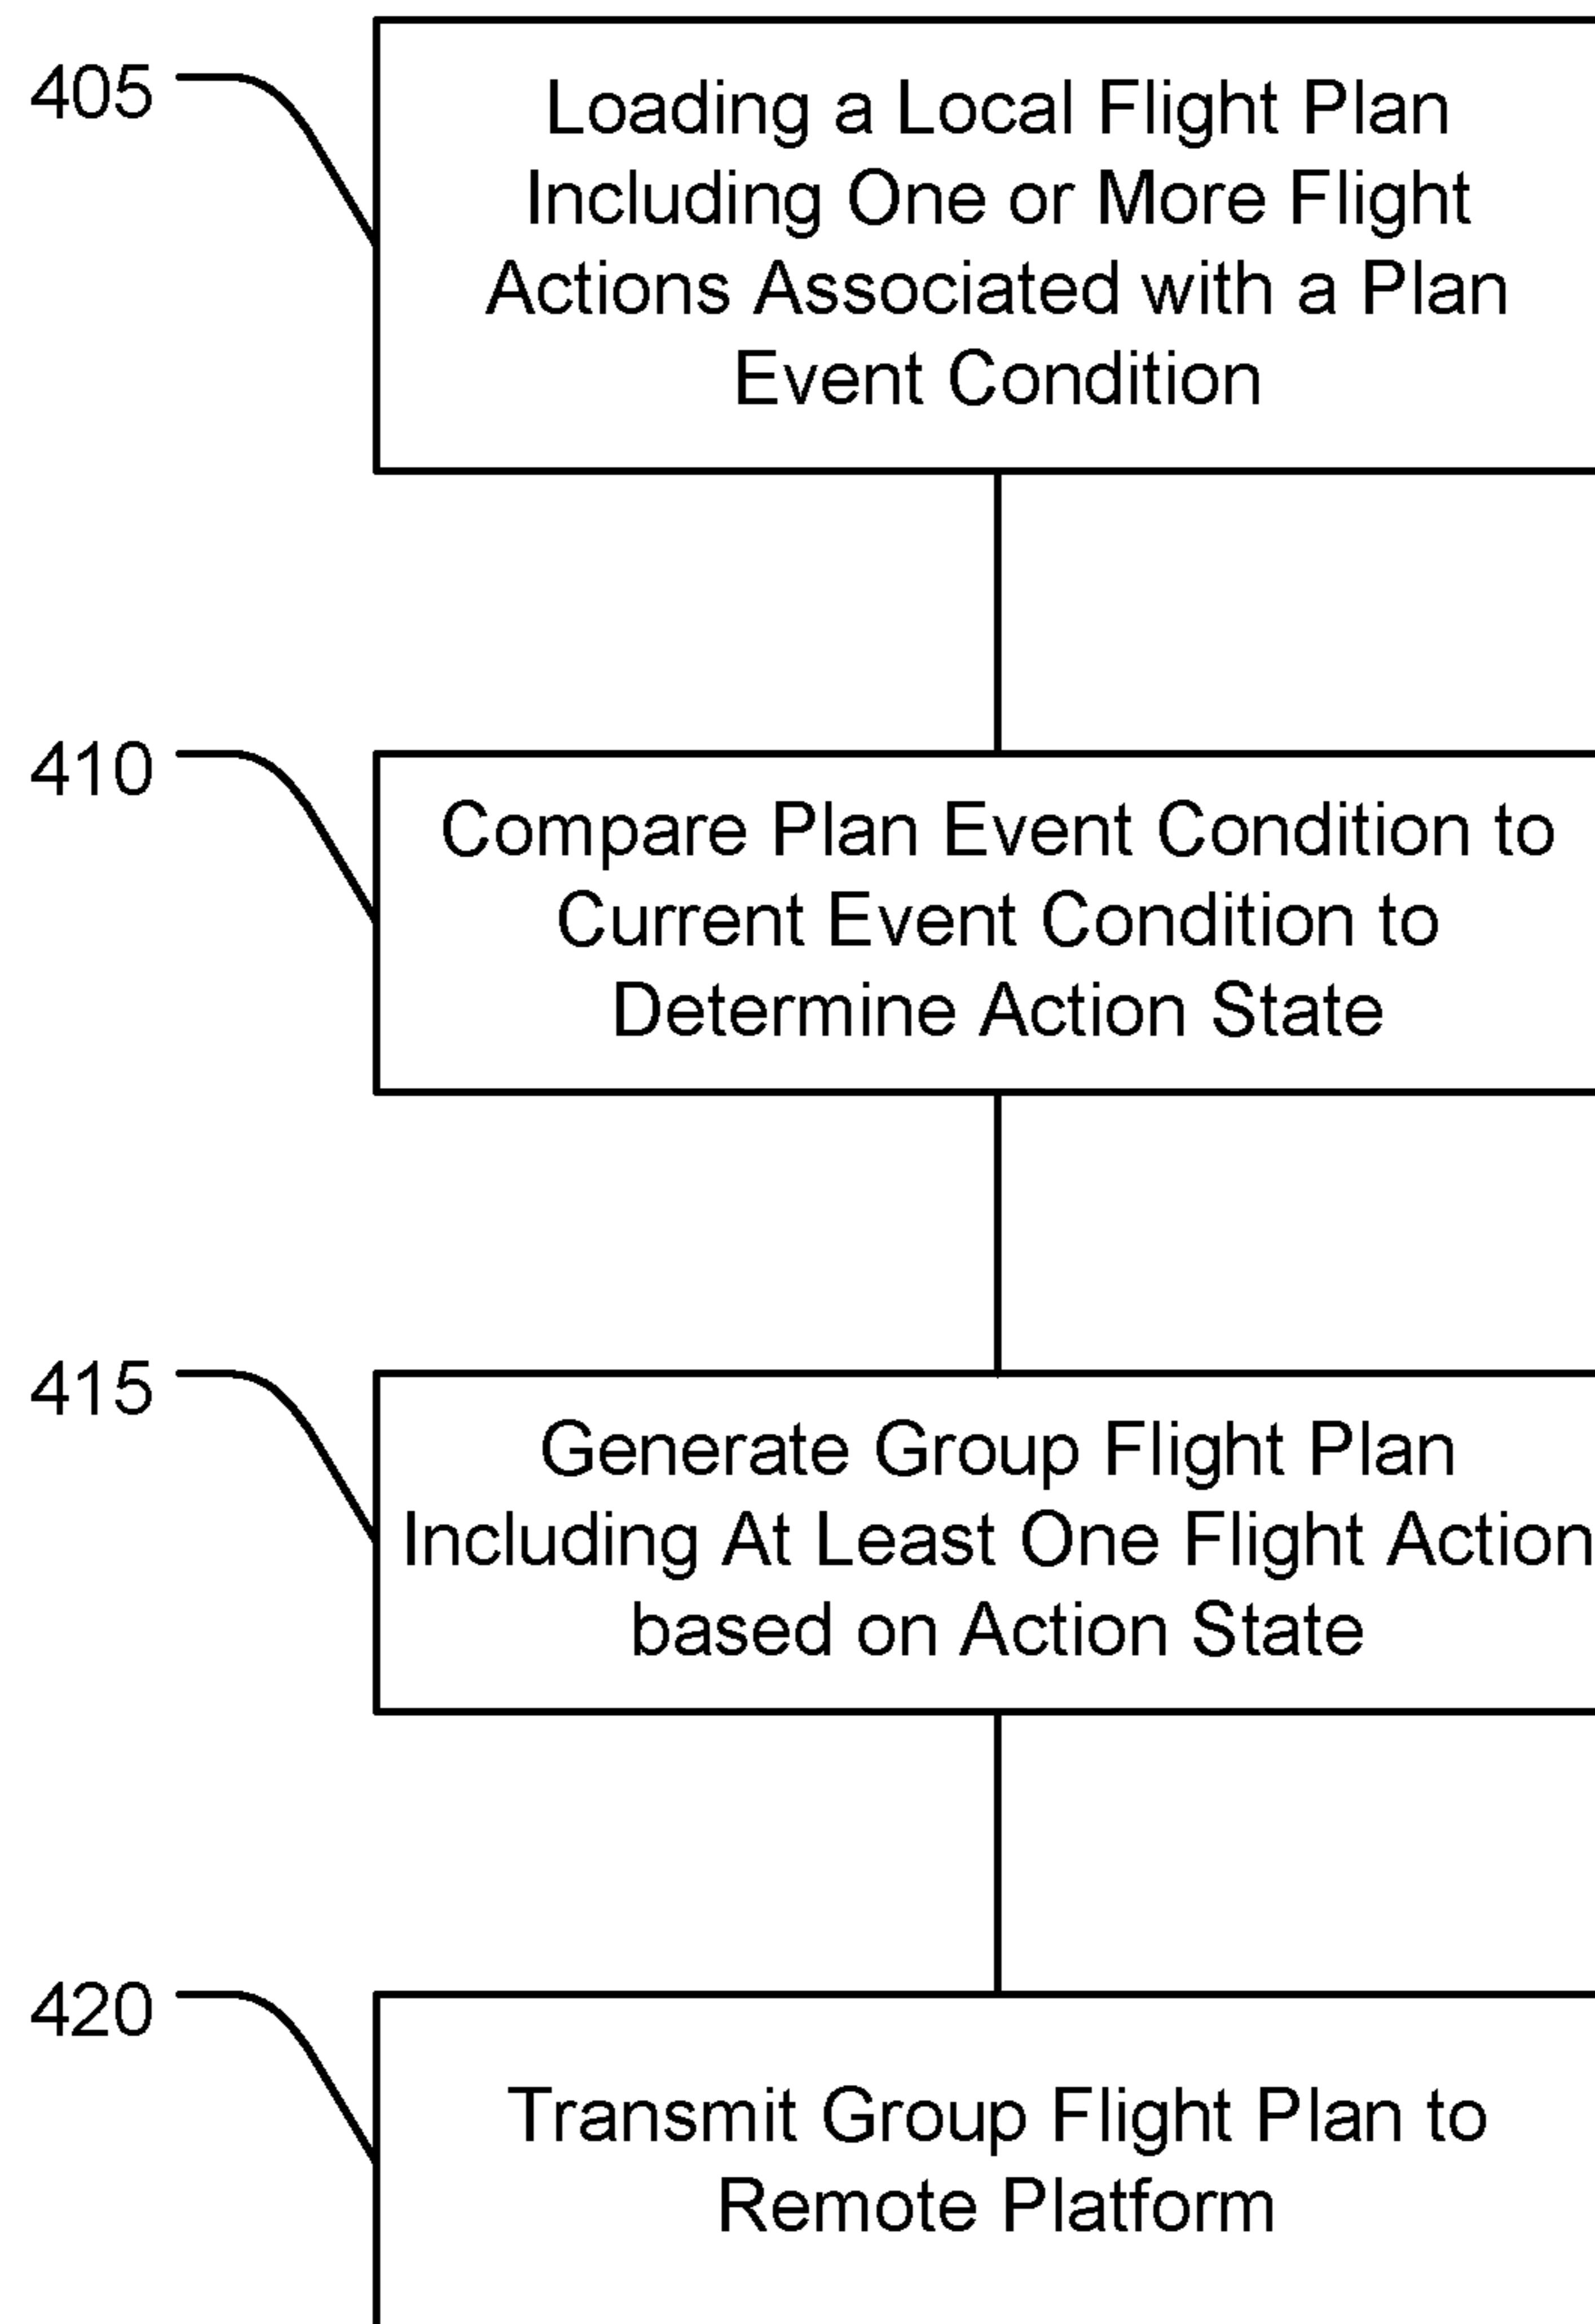 405
Loading a Local Flight Plan
Including One or More Flight
Actions Associated with a Plan
Event Condition
410
Compare Plan Event Condition to
Current Event Condition to
Determine Action State
415
Generate Group Flight Plan
Including At Least One Flight Action
based on Action State
420
Transmit Group Flight Plan to
Remote Platform